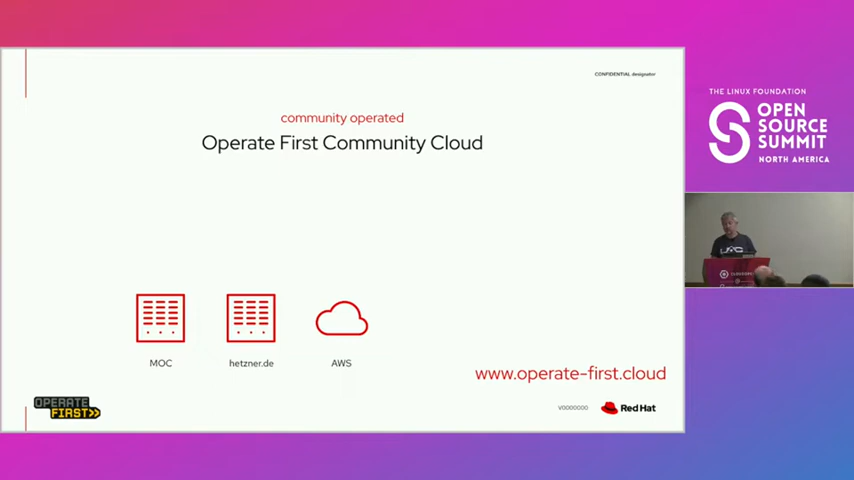 CONFIDENTIAL designator
community operated
Operate First Community Cloud
MOC
hetzner.de
AWS
www.operate-first.cloud
OPERATE
FIRST>>
V0000000
Red Hat
THE LINUX FOUNDATION
OPEN
SOURCE
SUMMIT
NORTH AMERICA